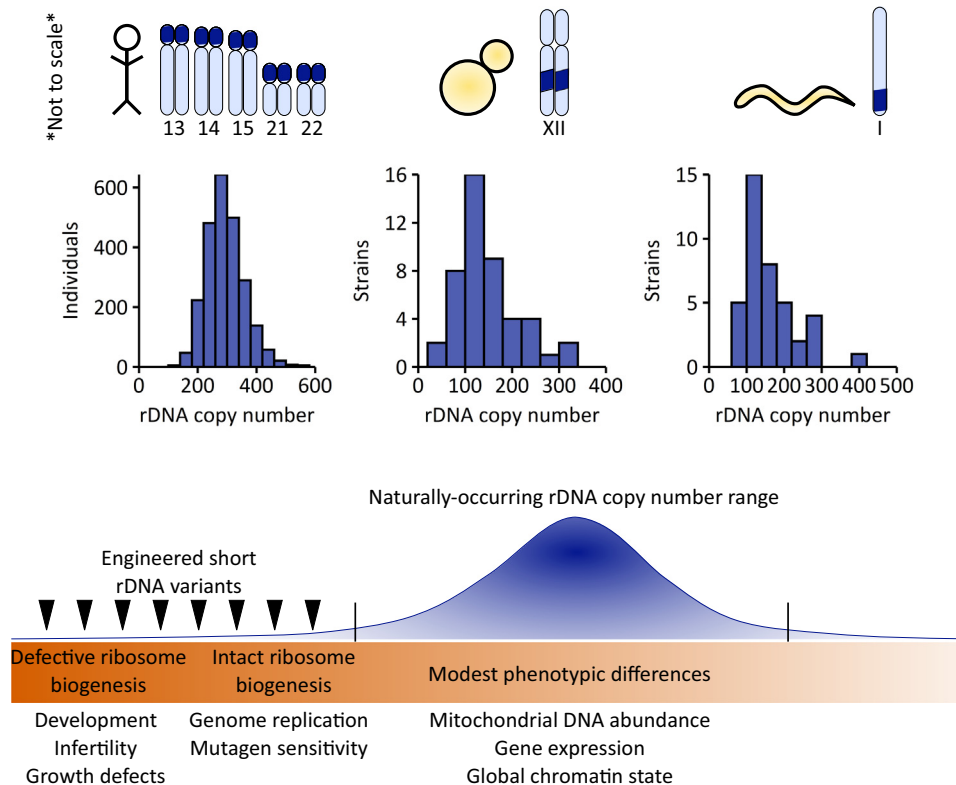 *Not to scale*
13 14 15 21 22
XII
I
Individuals
600
400
200
0
0 200 400 600
rDNA copy number
Strains
16
12
8
4
0
0 100 200 300 400
rDNA copy number
Strains
15
10
5
0
0 100 200 300 400 500
rDNA copy number
Naturally-occurring rDNA copy number range
Engineered short
rDNA variants
Defective ribosome
biogenesis
Intact ribosome
biogenesis
Modest phenotypic differences
Development
Infertility
Growth defects
Genome replication
Mutagen sensitivity
Mitochondrial DNA abundance
Gene expression
Global chromatin state